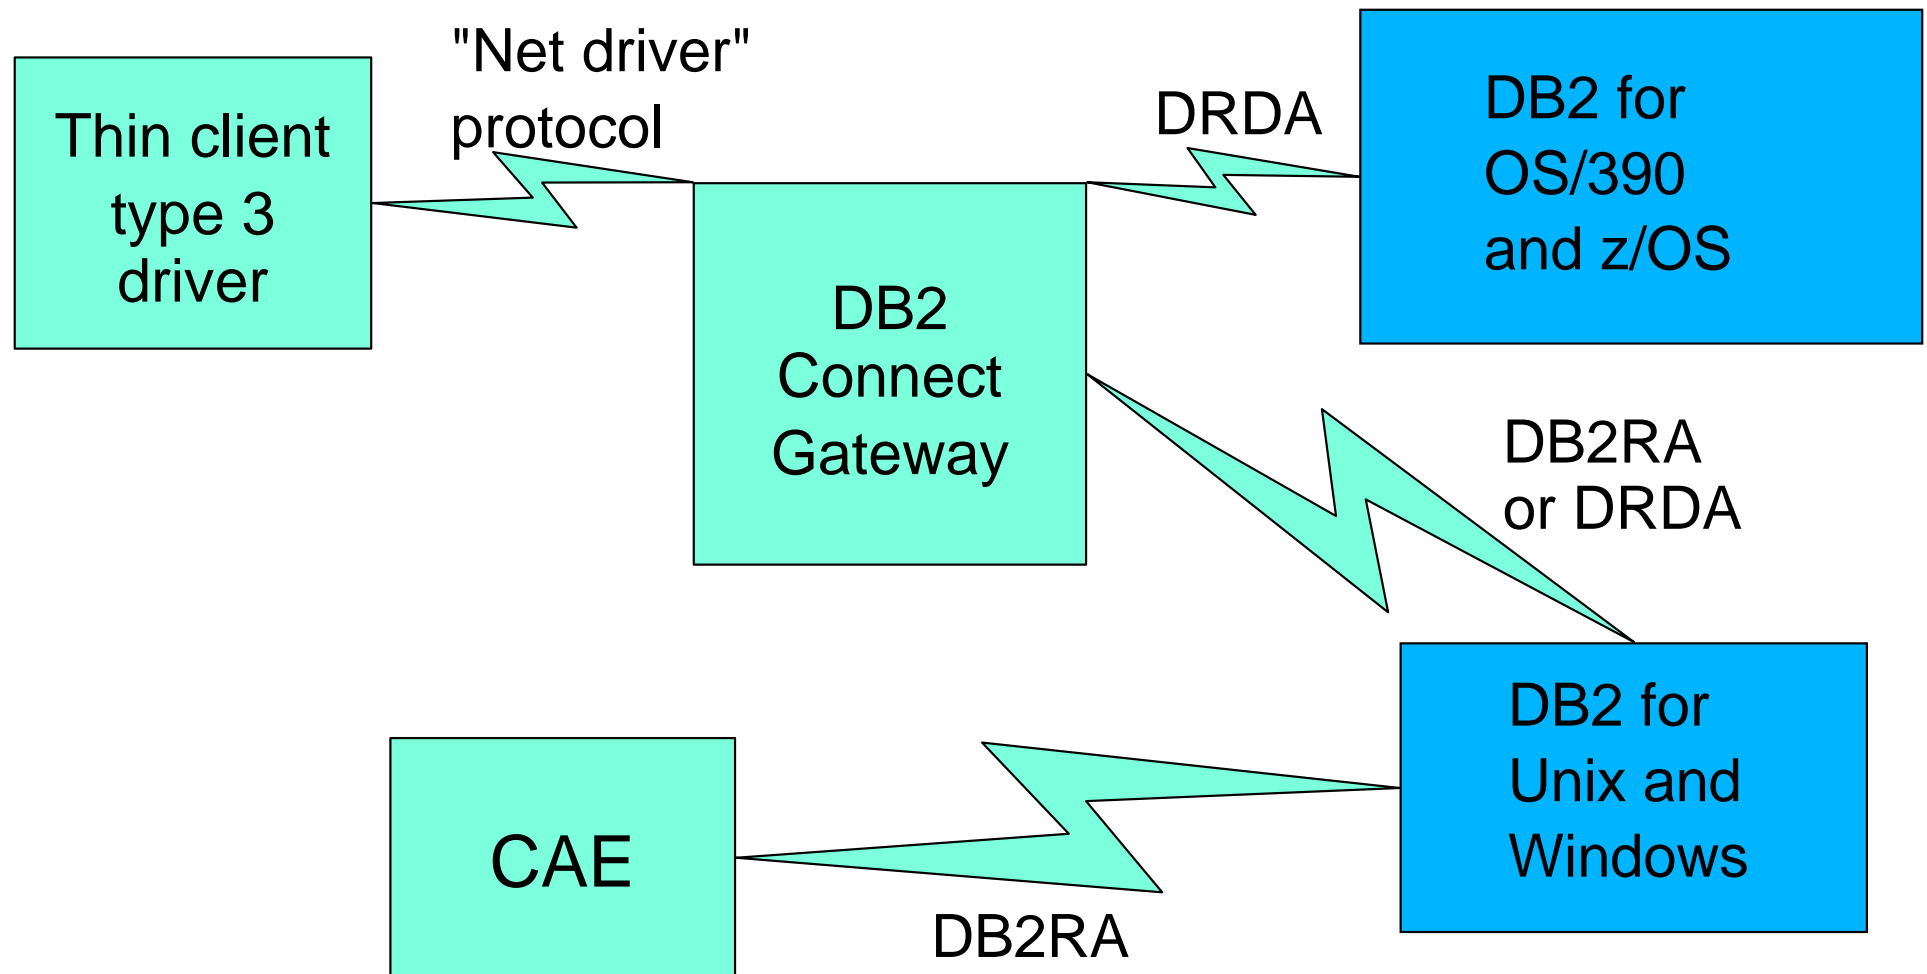 "Net driver"
protocol
Thin client
type 3
driver
DRDA
DB2 for
OS/390
and z/OS
DB2
Connect
Gateway
DB2RA
or DRDA
DB2 for
Unix and
Windows
CAE
DB2RA